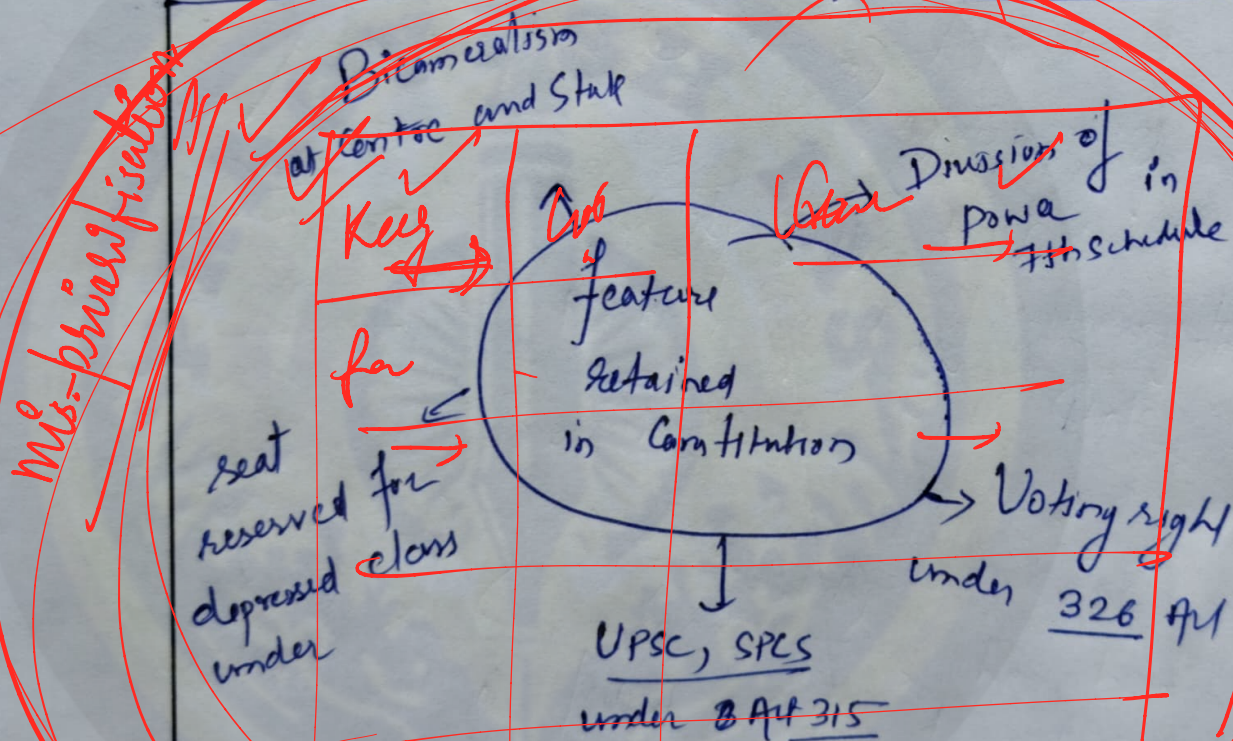 Bicameralism
at Centre and State
mis-prioritisation
Key
for
→ Division of
Power in
7th Schedule
feature
retained
in Constitution
seat
reserved for
depressed class
under
→ Voting right
under 326 Art
UPSC, SPCS
under Art 315